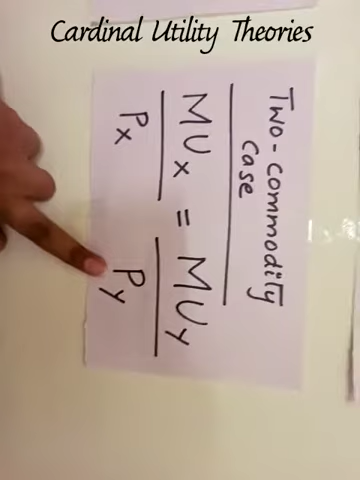 Cardinal Utility Theories
Two-commodity
case
MUx = MUy
Px Py